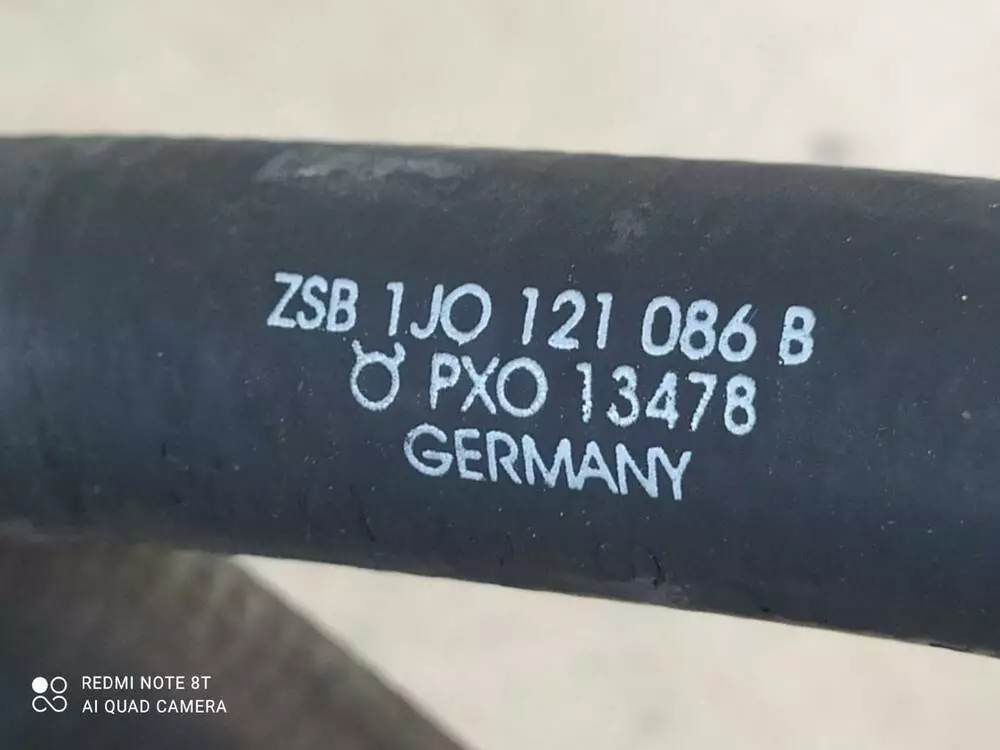 ZSB 1JO 121 086 B
PXO 13478
GERMANY
REDMI NOTE 8T
AI QUAD CAMERA